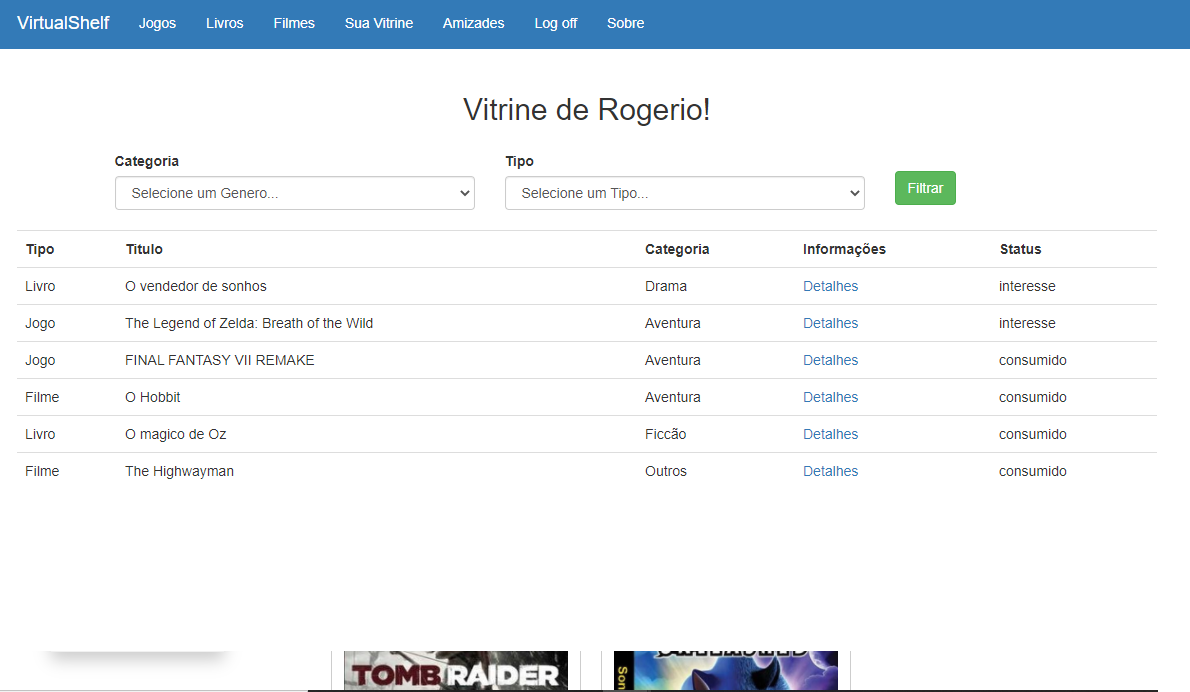 VirtualShelf Jogos Livros Filmes Sua Vitrine Amizades Log off Sobre
Vitrine de Rogerio!
Categoria Tipo
Selecione um Genero... Selecione um Tipo... Filtrar
Tipo Titulo Categoria Informações Status
Livro O vendedor de sonhos Drama Detalhes interesse
Jogo The Legend of Zelda: Breath of the Wild Aventura Detalhes interesse
Jogo FINAL FANTASY VII REMAKE Aventura Detalhes consumido
Filme O Hobbit Aventura Detalhes consumido
Livro O magico de Oz Ficcão Detalhes consumido
Filme The Highwayman Outros Detalhes consumido
TOMB RAIDER